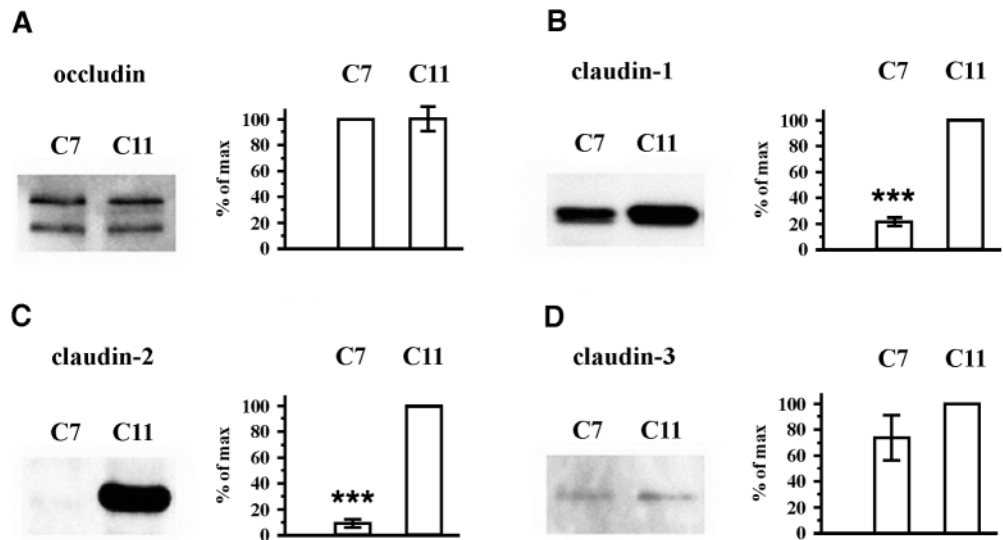 A
occludin
C7 C11
C7 C11
% of max
100
80
60
40
20
0
B
claudin-1
C7 C11
C7 C11
% of max
100
80
60
40
20
0
***
C
claudin-2
C7 C11
C7 C11
% of max
100
80
60
40
20
0
***
D
claudin-3
C7 C11
C7 C11
% of max
100
80
60
40
20
0